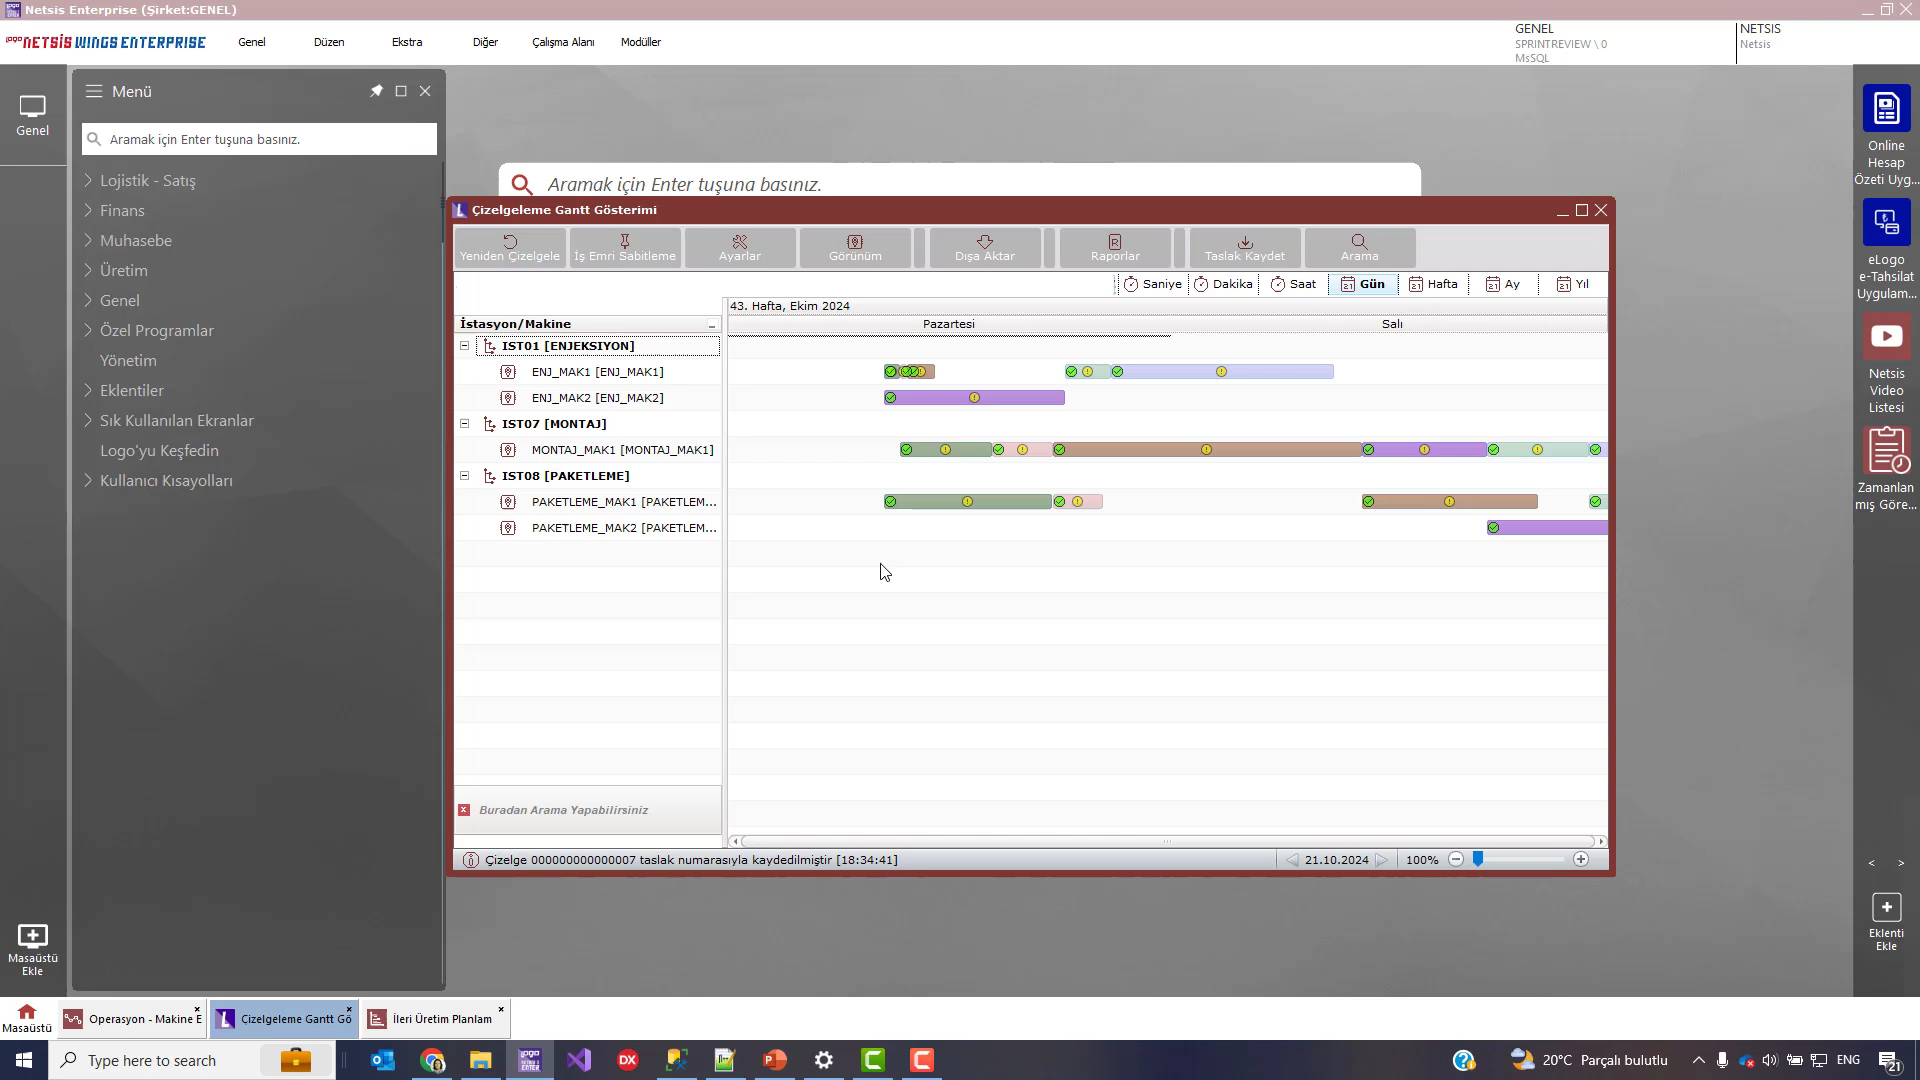 Netsis Enterprise (Şirket:GENEL)
NETSİS WINGS ENTERPRISE
Genel
Düzen
Ekstra
Diğer
Çalışma Alanı
Modüller
GENEL
SPRINTREVIEW \ 0
MsSQL
NETSIS
Netsis
Genel
Menü
Aramak için Enter tuşuna basınız.
Lojistik - Satış
Finans
Muhasebe
Üretim
Genel
Özel Programlar
Yönetim
Eklentiler
Sık Kullanılan Ekranlar
Logo'yu Keşfedin
Kullanıcı Kısayolları
Masaüstü
Ekle
Aramak için Enter tuşuna basınız.
Çizelgeleme Gantt Gösterimi
Yeniden Çizelgele
İş Emri Sabitleme
Ayarlar
Görünüm
Dışa Aktar
Raporlar
Taslak Kaydet
Arama
Saniye
Dakika
Saat
Gün
Hafta
Ay
Yıl
43. Hafta, Ekim 2024
İstasyon/Makine
Pazartesi
Salı
IST01 [ENJEKSIYON]
ENJ_MAK1 [ENJ_MAK1]
ENJ_MAK2 [ENJ_MAK2]
IST07 [MONTAJ]
MONTAJ_MAK1 [MONTAJ_MAK1]
IST08 [PAKETLEME]
PAKETLEME_MAK1 [PAKETLEM...
PAKETLEME_MAK2 [PAKETLEM...
Buradan Arama Yapabilirsiniz
Çizelge 000000000000007 taslak numarasıyla kaydedilmiştir [18:34:41]
21.10.2024
100%
Online
Hesap
Özeti Uyg...
eLogo
e-Tahsilat
Uygulam...
Netsis
Video
Listesi
Zamanlan
mış Göre...
Eklenti
Ekle
Masaüstü
Operasyon - Makine E
Çizelgeleme Gantt Gö
İleri Üretim Planlam
Type here to search
20°C Parçalı bulutlu
ENG
21